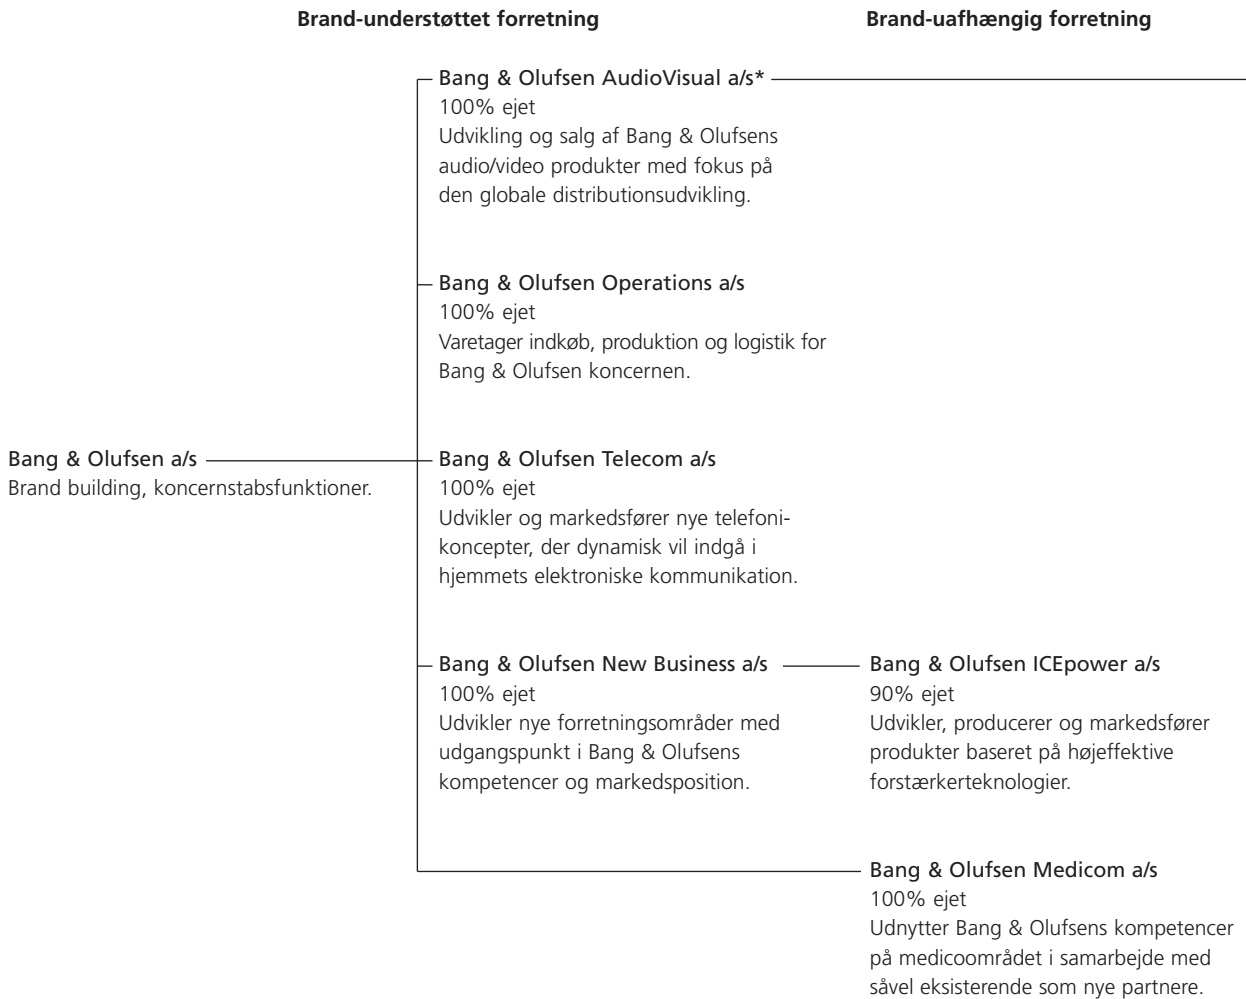 Brand-understøttet forretning
Brand-uafhængig forretning
Bang & Olufsen AudioVisual a/s*
100% ejet
Udvikling og salg af Bang & Olufsens
audio/video produkter med fokus på
den globale distributionsudvikling.
Bang & Olufsen Operations a/s
100% ejet
Varetager indkøb, produktion og logistik for
Bang & Olufsen koncernen.
Bang & Olufsen a/s
Brand building, koncernstabsfunktioner.
Bang & Olufsen Telecom a/s
100% ejet
Udvikler og markedsfører nye telefoni-
koncepter, der dynamisk vil indgå i
hjemmets elektroniske kommunikation.
Bang & Olufsen New Business a/s
100% ejet
Udvikler nye forretningsområder med
udgangspunkt i Bang & Olufsens
kompetencer og markedsposition.
Bang & Olufsen ICEpower a/s
90% ejet
Udvikler, producerer og markedsfører
produkter baseret på højeffektive
forstærkerteknologier.
Bang & Olufsen Medicom a/s
100% ejet
Udnytter Bang & Olufsens kompetencer
på medicoområdet i samarbejde med
såvel eksisterende som nye partnere.